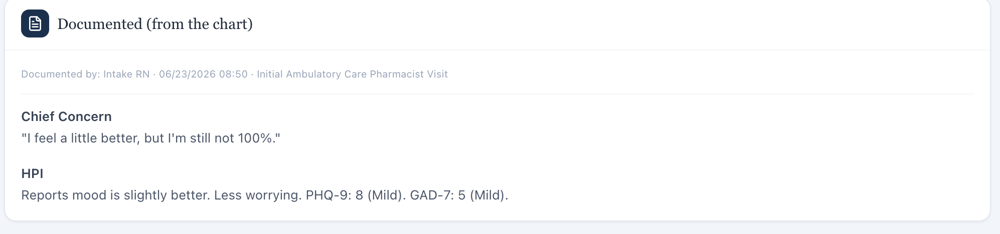 Documented (from the chart)
Documented by: Intake RN · 06/23/2026 08:50 · Initial Ambulatory Care Pharmacist Visit
Chief Concern
"I feel a little better, but I'm still not 100%."
HPI
Reports mood is slightly better. Less worrying. PHQ-9: 8 (Mild). GAD-7: 5 (Mild).